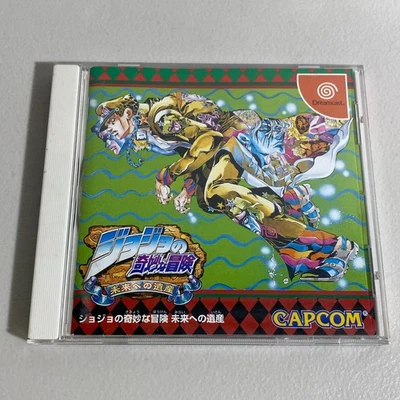 Dreamcast
ジョジョの
奇妙な冒険
未来への遺産
ジョジョの奇妙な冒険 未来への遺産
CAPCOM